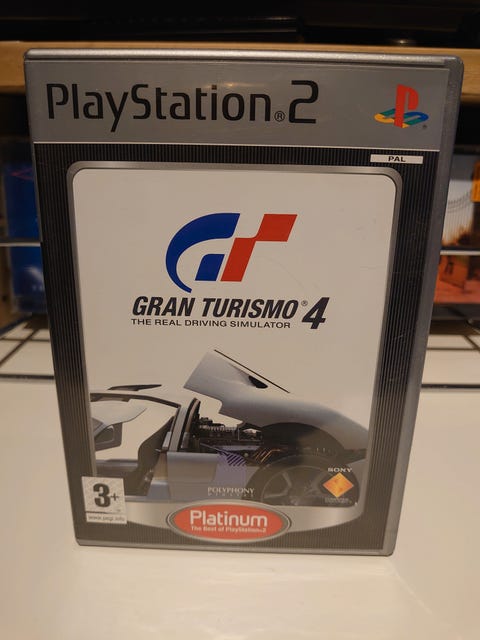 PlayStation®2
PAL
GRAN TURISMO® 4
THE REAL DRIVING SIMULATOR
SONY
POLYPHONY
3+
www.pegi.info
Platinum
The Best of PlayStation®2